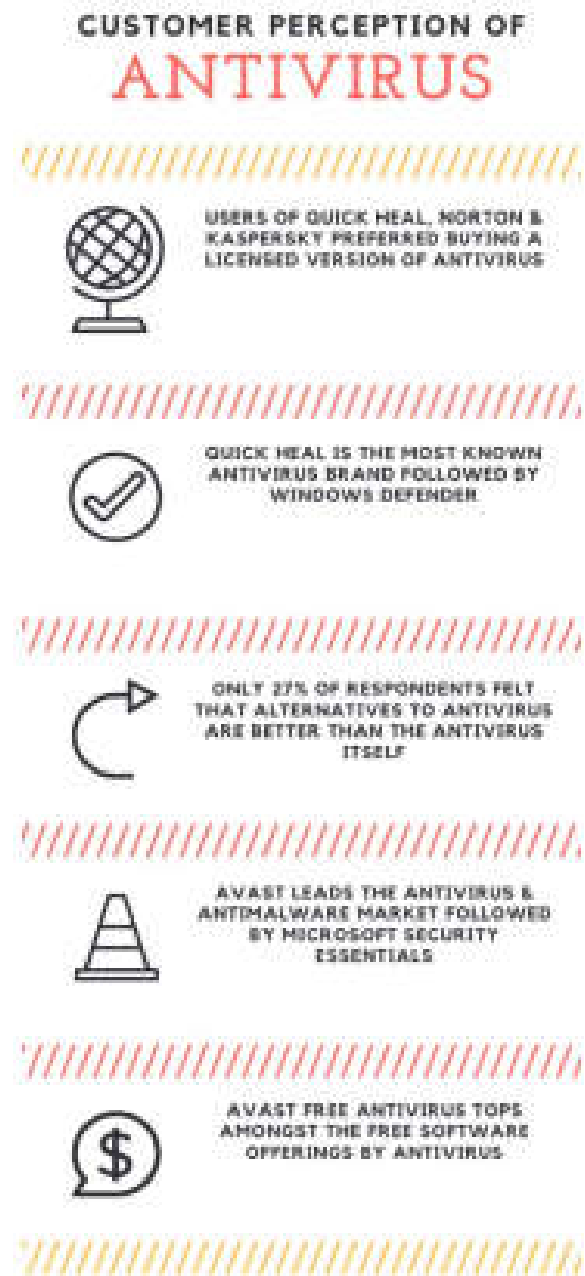 CUSTOMER PERCEPTION OF
ANTIVIRUS
USERS OF QUICK HEAL, NORTON &
KASPERSKY PREFERRED BUYING A
LICENSED VERSION OF ANTIVIRUS
QUICK HEAL IS THE MOST KNOWN
ANTIVIRUS BRAND FOLLOWED BY
WINDOWS DEFENDER
ONLY 27% OF RESPONDENTS FELT
THAT ALTERNATIVES TO ANTIVIRUS
ARE BETTER THAN THE ANTIVIRUS
ITSELF
AVAST LEADS THE ANTIVIRUS &
ANTIMALWARE MARKET FOLLOWED
BY MICROSOFT SECURITY
ESSENTIALS
$
AVAST FREE ANTIVIRUS TOPS
AMONGST THE FREE SOFTWARE
OFFERINGS BY ANTIVIRUS